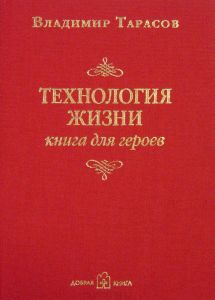 Владимир Тарасов
ТЕХНОЛОГИЯ
ЖИЗНИ
книга для героев
ДОБРАЯ КНИГА